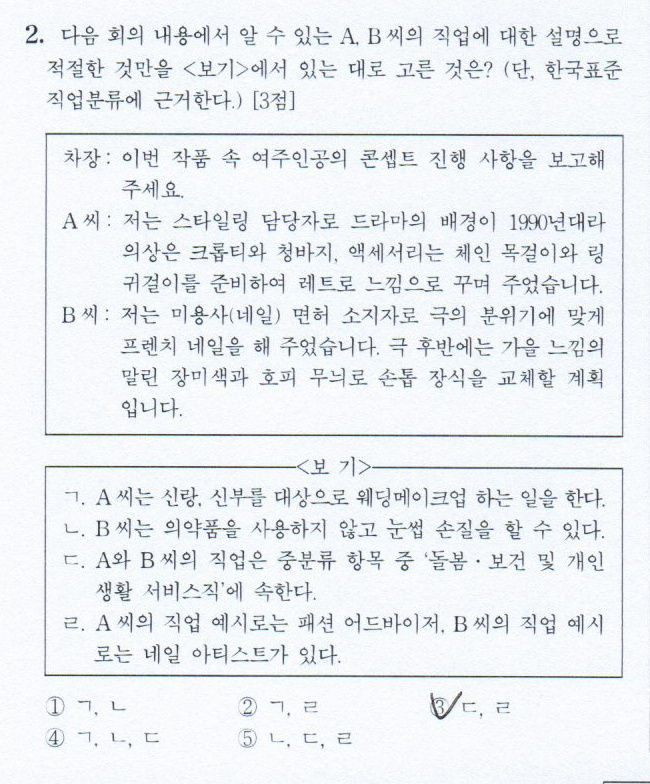 2. 다음 회의 내용에서 알 수 있는 A, B 씨의 직업에 대한 설명으로
적절한 것만을 <보기>에서 있는 대로 고른 것은? (단, 한국표준
직업분류에 근거한다.) [3점]
차장 : 이번 작품 속 여주인공의 콘셉트 진행 사항을 보고해
주세요.
A 씨 : 저는 스타일링 담당자로 드라마의 배경이 1990년대라
의상은 크롭티와 청바지, 액세서리는 체인 목걸이와 링
귀걸이를 준비하여 레트로 느낌으로 꾸며 주었습니다.
B 씨 : 저는 미용사(네일) 면허 소지자로 극의 분위기에 맞게
프렌치 네일을 해 주었습니다. 극 후반에는 가을 느낌의
말린 장미색과 호피 무늬로 손톱 장식을 교체할 계획
입니다.
<보 기>
ㄱ. A 씨는 신랑, 신부를 대상으로 웨딩메이크업 하는 일을 한다.
ㄴ. B 씨는 의약품을 사용하지 않고 눈썹 손질을 할 수 있다.
ㄷ. A와 B 씨의 직업은 중분류 항목 중 ‘돌봄 · 보건 및 개인
생활 서비스직’에 속한다.
ㄹ. A 씨의 직업 예시로는 패션 어드바이저, B 씨의 직업 예시
로는 네일 아티스트가 있다.
① ㄱ, ㄴ ② ㄱ, ㄹ ③ ㄷ, ㄹ
④ ㄱ, ㄴ, ㄷ ⑤ ㄴ, ㄷ, ㄹ